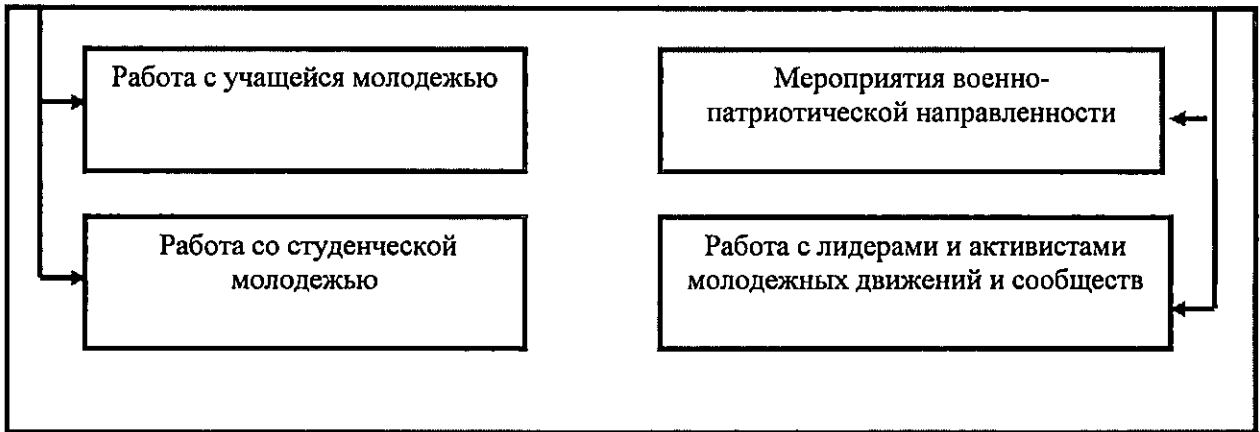 Работа с учащейся молодежью
Мероприятия военно-
патриотической направленности
Работа со студенческой
молодежью
Работа с лидерами и активистами
молодежных движений и сообществ